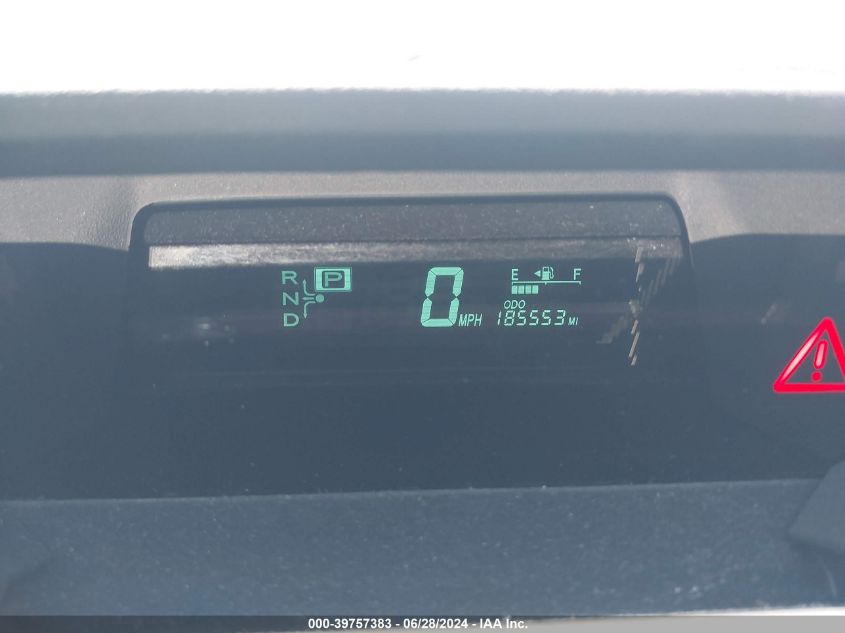 R P
N
D
0 MPH
E F
ODO
185553 MI
000-39757383 - 06/28/2024 - IAA Inc.